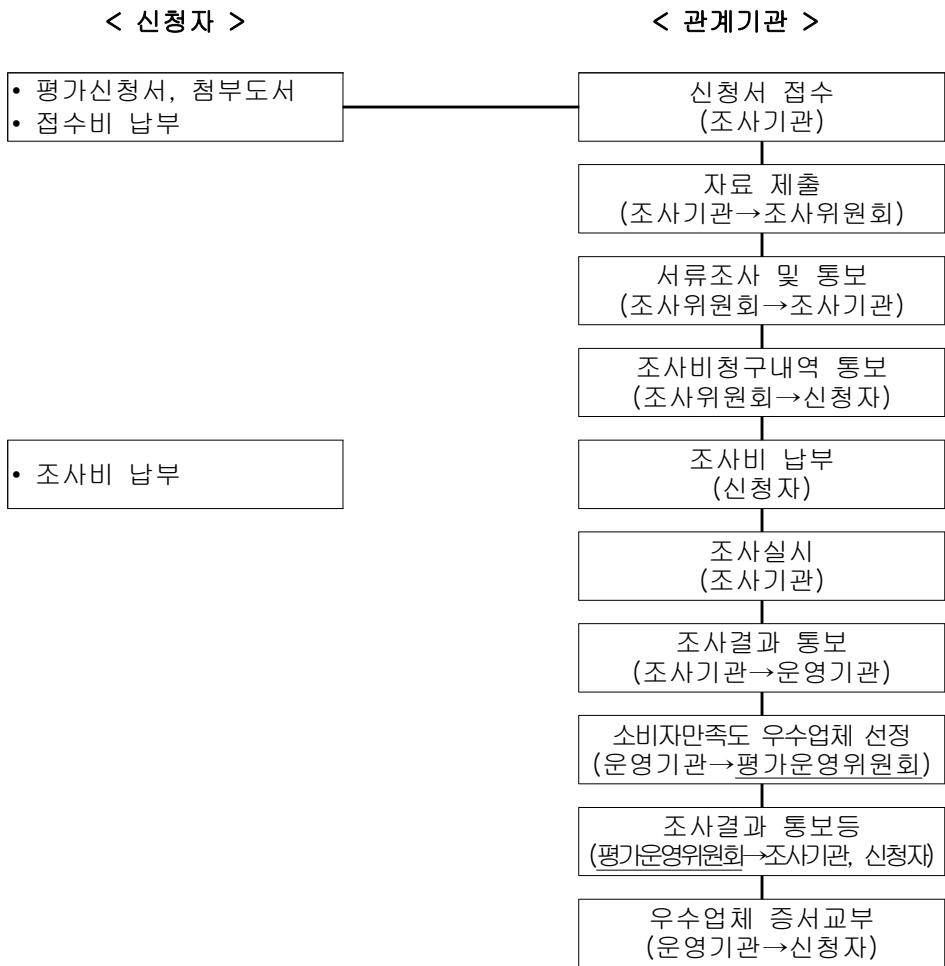 < 신청자 >
< 관계기관 >
• 평가신청서, 첨부도서
• 접수비 납부
신청서 접수
(조사기관)
자료 제출
(조사기관→조사위원회)
서류조사 및 통보
(조사위원회→조사기관)
조사비청구내역 통보
(조사위원회→신청자)
• 조사비 납부
조사비 납부
(신청자)
조사실시
(조사기관)
조사결과 통보
(조사기관→운영기관)
소비자만족도 우수업체 선정
(운영기관→평가운영위원회)
조사결과 통보등
(평가운영위원회→조사기관, 신청자)
우수업체 증서교부
(운영기관→신청자)